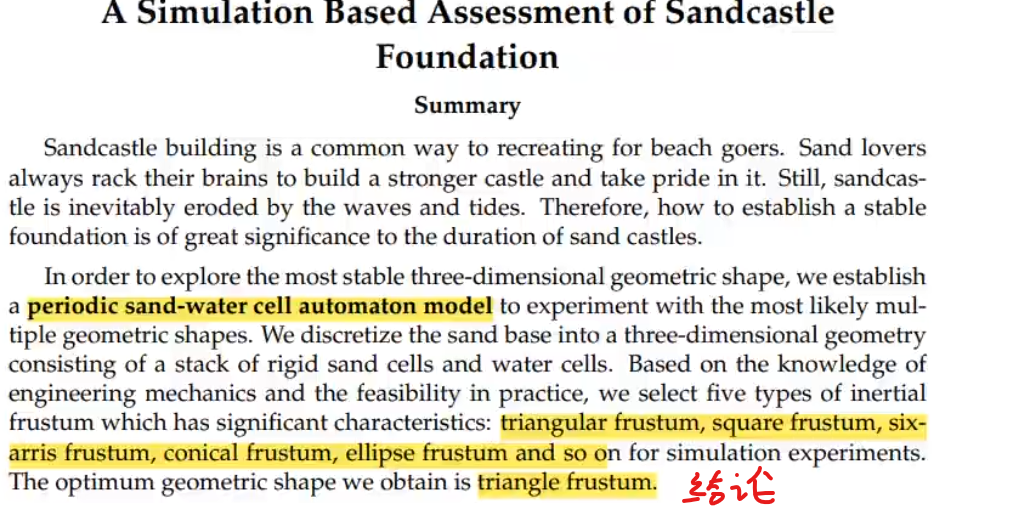 A Simulation Based Assessment of Sandcastle
Foundation
Summary
Sandcastle building is a common way to recreating for beach goers. Sand lovers
always rack their brains to build a stronger castle and take pride in it. Still, sandcas-
tle is inevitably eroded by the waves and tides. Therefore, how to establish a stable
foundation is of great significance to the duration of sand castles.
In order to explore the most stable three-dimensional geometric shape, we establish
a periodic sand-water cell automaton model to experiment with the most likely mul-
tiple geometric shapes. We discretize the sand base into a three-dimensional geometry
consisting of a stack of rigid sand cells and water cells. Based on the knowledge of
engineering mechanics and the feasibility in practice, we select five types of inertial
frustum which has significant characteristics: triangular frustum, square frustum, six-
arris frustum, conical frustum, ellipse frustum and so on for simulation experiments.
The optimum geometric shape we obtain is triangle frustum. 结论